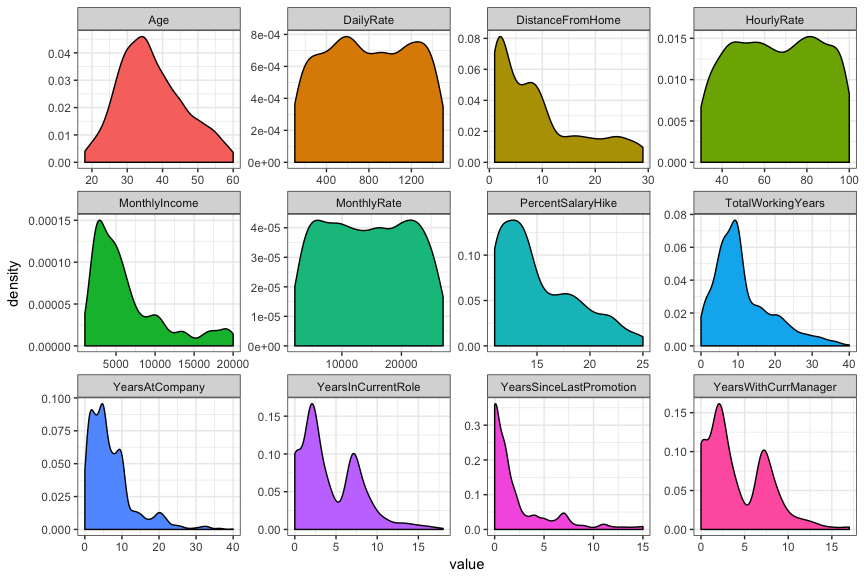 Age DailyRate DistanceFromHome HourlyRate
0.04 0.03 0.02 0.01 0.00
8e-04 6e-04 4e-04 2e-04 0e+00
0.08 0.06 0.04 0.02 0.00
0.015 0.010 0.005 0.000
20 30 40 50 60
400 800 1200
0 10 20 30
40 60 80 100
MonthlyIncome MonthlyRate PercentSalaryHike TotalWorkingYears
0.00015 0.00010 0.00005 0.00000
4e-05 3e-05 2e-05 1e-05 0e+00
0.10 0.05 0.00
0.08 0.06 0.04 0.02 0.00
5000 10000 15000 20000
10000 20000
15 20 25
0 10 20 30 40
YearsAtCompany YearsInCurrentRole YearsSinceLastPromotion YearsWithCurrManager
0.100 0.075 0.050 0.025 0.000
0.15 0.10 0.05 0.00
0.3 0.2 0.1 0.0
0.15 0.10 0.05 0.00
0 10 20 30 40
0 5 10 15
0 5 10 15
0 5 10 15
density
value